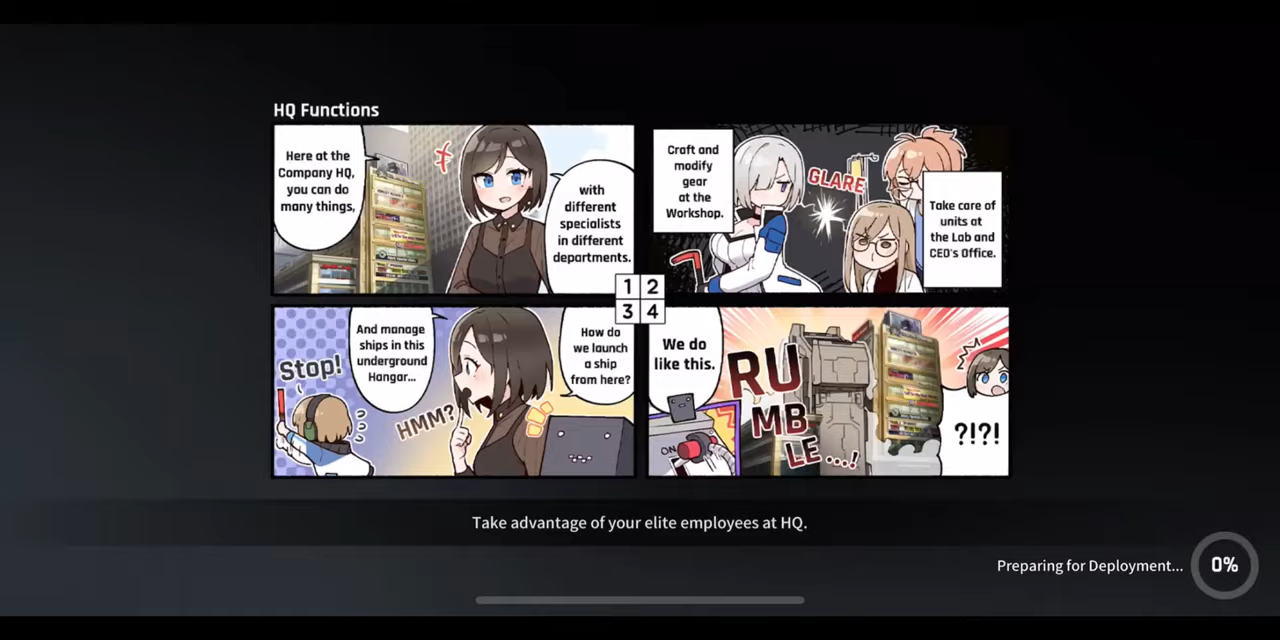 HQ Functions
Here at the
Company HQ,
you can do
many things,
with
different
specialists
in different
departments.
Craft and
modify
gear
at the
Workshop.
GLARE
Take care of
units at
the Lab and
CEO's Office.
1 2
3 4
Stop!
And manage
ships in this
underground
Hangar...
HMM?
How do
we launch
a ship
from here?
We do
like this.
ON
RU
MB
LE...!
?!?!
Take advantage of your elite employees at HQ.
Preparing for Deployment...
0%